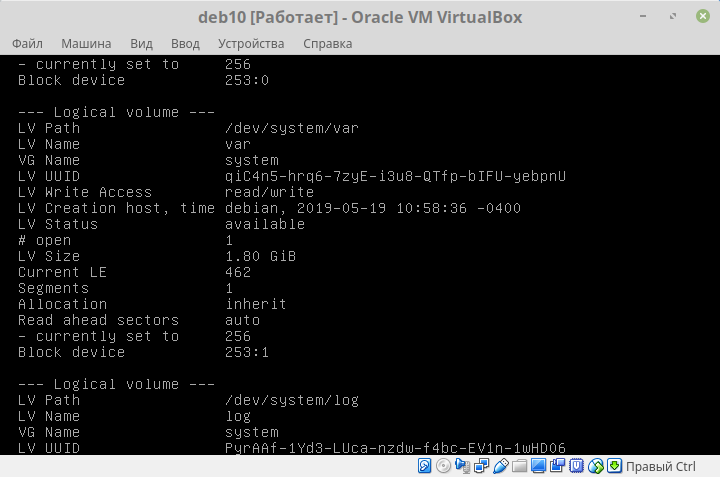 deb10 [Работает] - Oracle VM VirtualBox
Файл Машина Вид Ввод Устройства Справка
- currently set to 256
Block device 253:0
--- Logical volume ---
LV Path /dev/system/var
LV Name var
VG Name system
LV UUID qiC4n5-hrq6-7zyE-i3u8-QTfp-bIFU-yebpnU
LV Write Access read/write
LV Creation host, time debian, 2019-05-19 10:58:36 -0400
LV Status available
# open 1
LV Size 1.80 GiB
Current LE 462
Segments 1
Allocation inherit
Read ahead sectors auto
- currently set to 256
Block device 253:1
--- Logical volume ---
LV Path /dev/system/log
LV Name log
VG Name system
LV UUID PyrAAf-1Yd3-LUca-nzdw-f4bc-EV1n-1wHDO6
Правый Ctrl